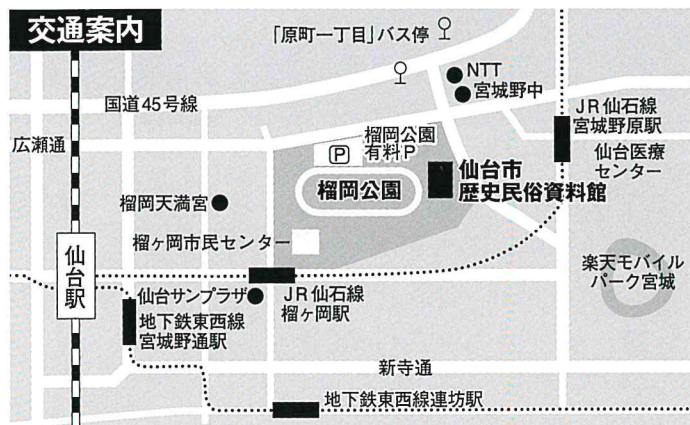 交通案内
「原町一丁目」バス停
NTT
宮城野中
国道45号線
JR仙石線
宮城野原駅
広瀬通
榴岡公園
有料P
P
仙台医療
センター
仙台市
歴史民俗資料館
榴岡公園
榴岡天満宮
榴ヶ岡市民センター
仙台駅
楽天モバイル
パーク宮城
仙台サンプラザ
JR仙石線
榴ヶ岡駅
地下鉄東西線
宮城野通駅
新寺通
地下鉄東西線連坊駅